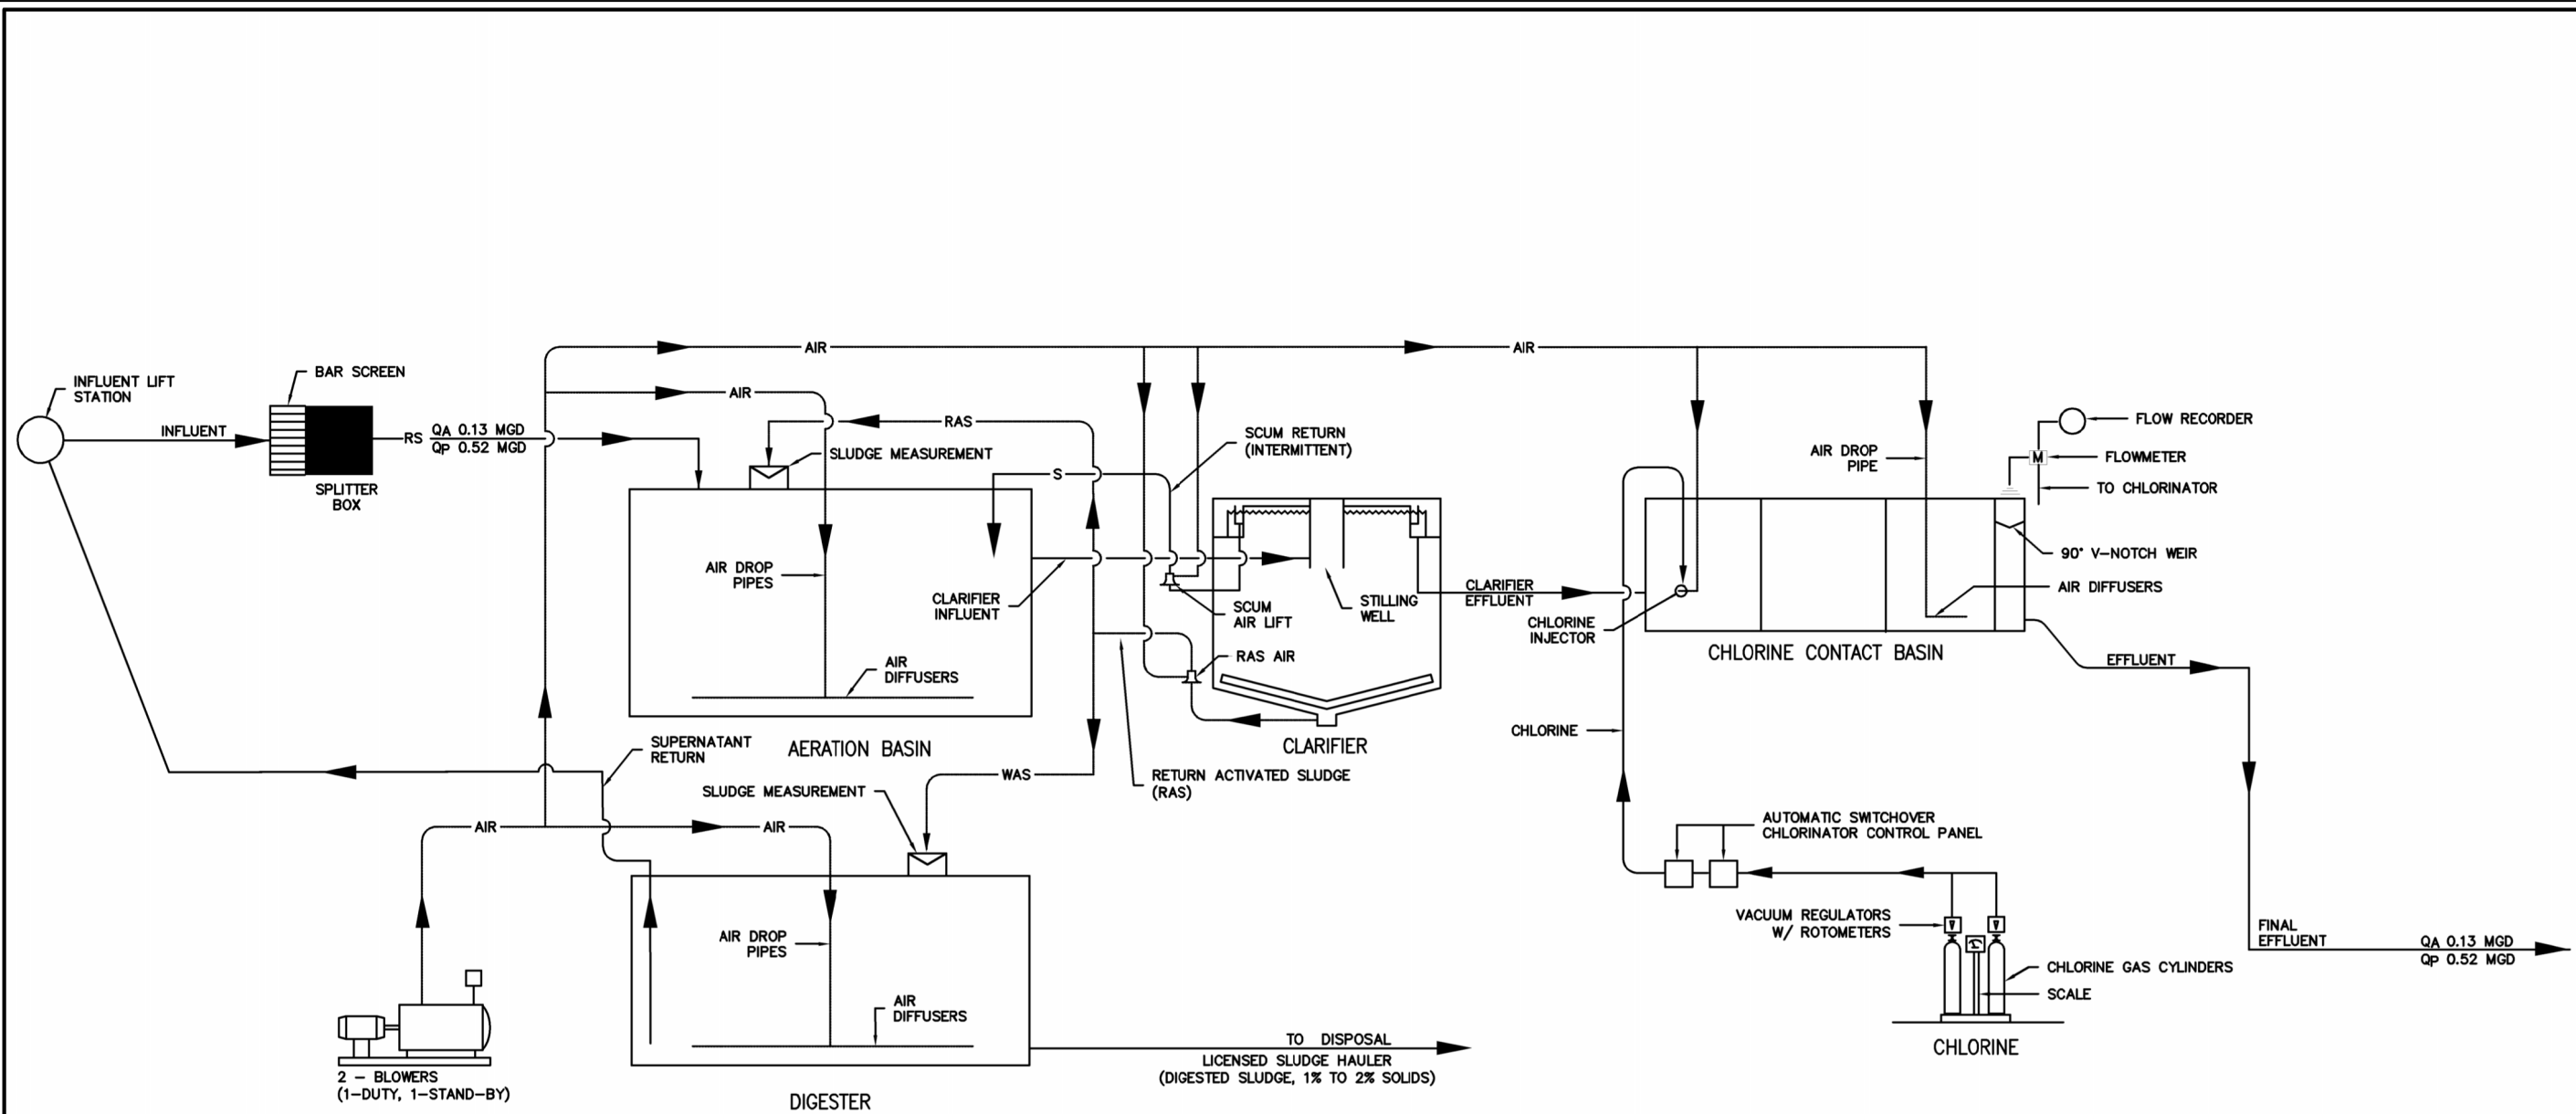 INFLUENT LIFT
STATION
BAR SCREEN
INFLUENT
SPLITTER
BOX
RS
QA 0.13 MGD
QP 0.52 MGD
AIR
AIR
AIR
RAS
SLUDGE MEASUREMENT
S
SCUM RETURN
(INTERMITTENT)
AIR DROP
PIPES
CLARIFIER
INFLUENT
AIR
DIFFUSERS
AERATION BASIN
SCUM
AIR LIFT
RAS AIR
STILLING
WELL
CLARIFIER
CLARIFIER
EFFLUENT
AIR DROP
PIPE
FLOW RECORDER
M
FLOWMETER
TO CHLORINATOR
90° V-NOTCH WEIR
AIR DIFFUSERS
CHLORINE
INJECTOR
CHLORINE CONTACT BASIN
EFFLUENT
SUPERNATANT
RETURN
WAS
RETURN ACTIVATED SLUDGE
(RAS)
SLUDGE MEASUREMENT
AIR
AIR
CHLORINE
AUTOMATIC SWITCHOVER
CHLORINATOR CONTROL PANEL
VACUUM REGULATORS
W/ ROTOMETERS
CHLORINE GAS CYLINDERS
SCALE
CHLORINE
FINAL
EFFLUENT
QA 0.13 MGD
QP 0.52 MGD
AIR DROP
PIPES
AIR
DIFFUSERS
2 - BLOWERS
(1-DUTY, 1-STAND-BY)
DIGESTER
TO DISPOSAL
LICENSED SLUDGE HAULER
(DIGESTED SLUDGE, 1% TO 2% SOLIDS)